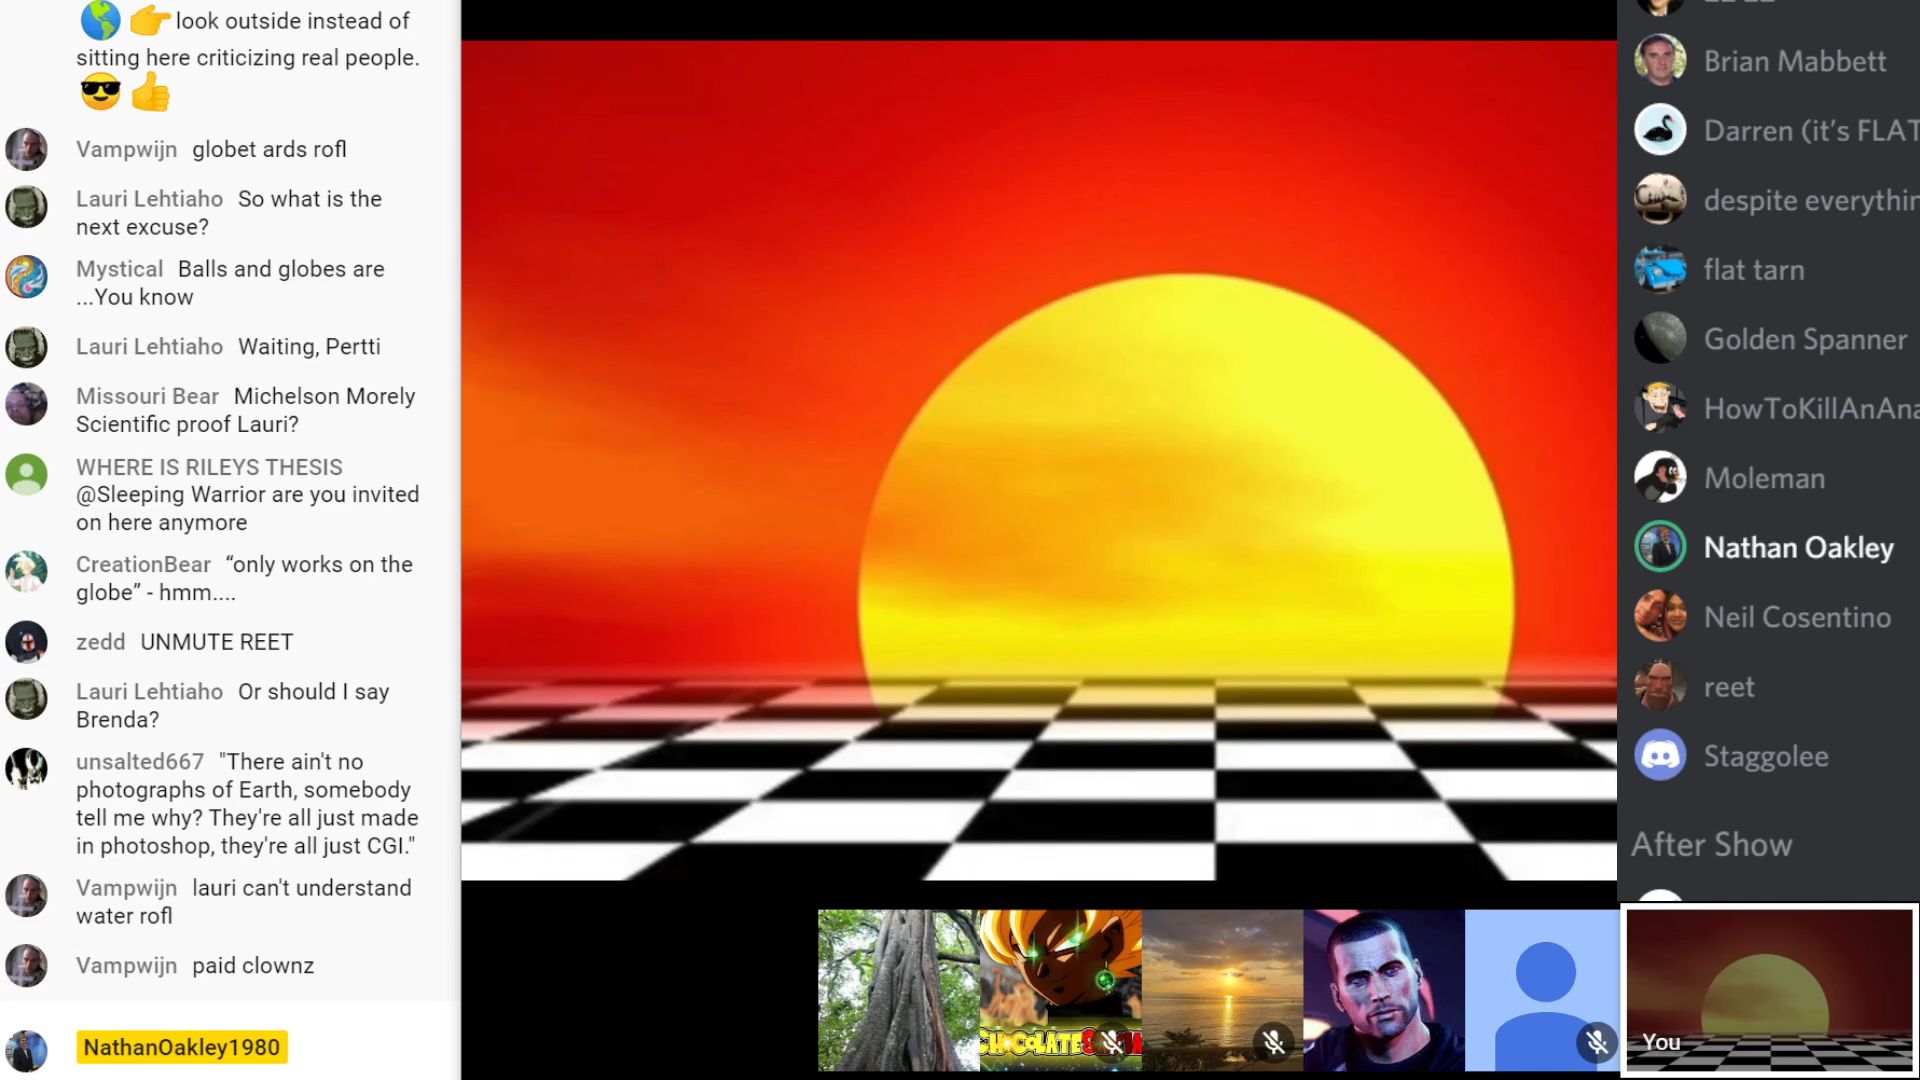 look outside instead of
sitting here criticizing real people.
Vampwijn globet ards rofl
Lauri Lehtiaho So what is the
next excuse?
Mystical Balls and globes are
...You know
Lauri Lehtiaho Waiting, Pertti
Missouri Bear Michelson Morely
Scientific proof Lauri?
WHERE IS RILEYS THESIS
@Sleeping Warrior are you invited
on here anymore
CreationBear “only works on the
globe” - hmm....
zedd UNMUTE REET
Lauri Lehtiaho Or should I say
Brenda?
unsalted667 "There ain't no
photographs of Earth, somebody
tell me why? They're all just made
in photoshop, they're all just CGI."
Vampwijn lauri can't understand
water rofl
Vampwijn paid clownz
NathanOakley1980
Brian Mabbett
Darren (it’s FLAT
despite everythin
flat tarn
Golden Spanner
HowToKillAnAna
Moleman
Nathan Oakley
Neil Cosentino
reet
Staggolee
After Show
You